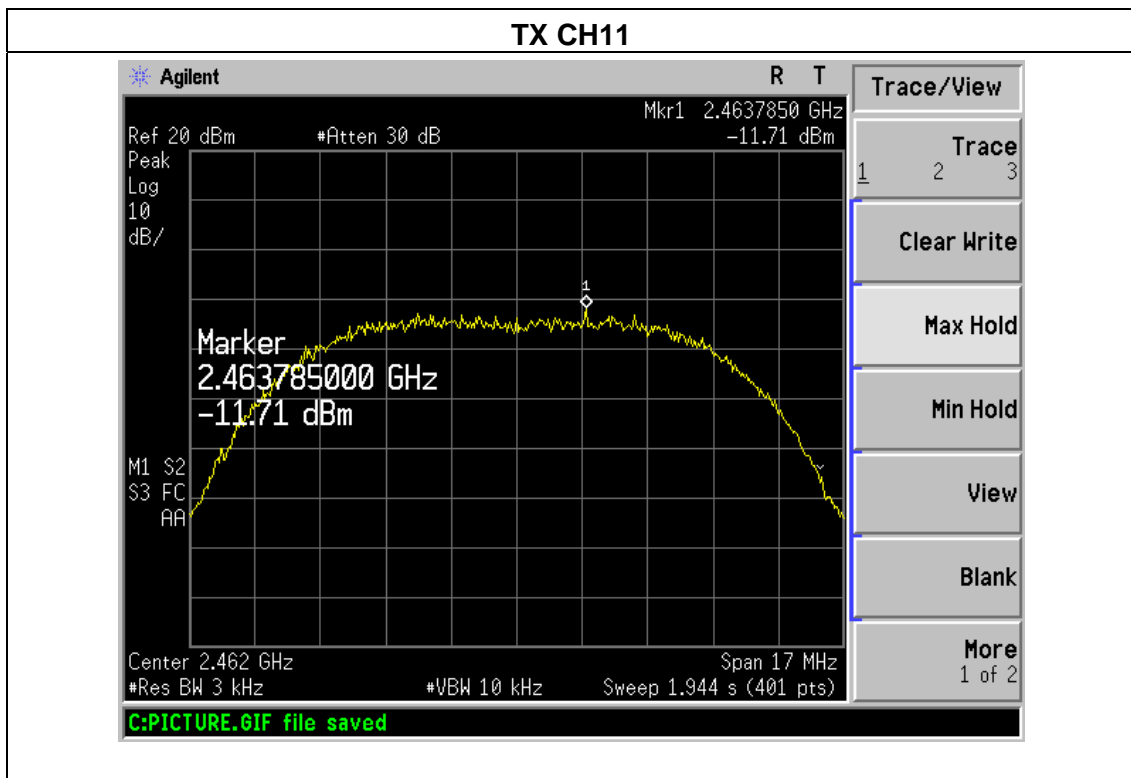 TX CH11
Agilent R T
Mkr1 2.4637850 GHz
Ref 20 dBm #Atten 30 dB -11.71 dBm
Peak
Log
10
dB/
1
Marker
2.463785000 GHz
-11.71 dBm
M1 S2
S3 FC
AA
Center 2.462 GHz Span 17 MHz
#Res BW 3 kHz #VBW 10 kHz Sweep 1.944 s (401 pts)
C:PICTURE.GIF file saved
Trace/View
Trace
1 2 3
Clear Write
Max Hold
Min Hold
View
Blank
More
1 of 2